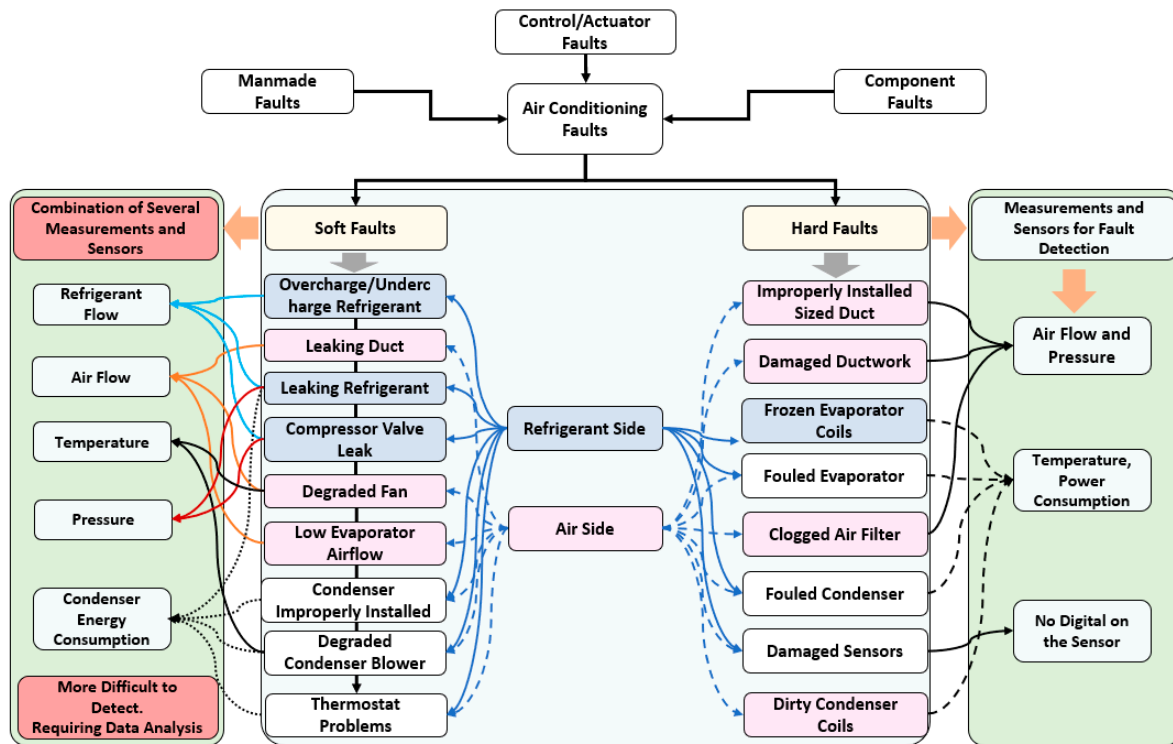 Control/Actuator
Faults
Manmade
Faults
Air Conditioning
Faults
Component
Faults
Combination of Several
Measurements and
Sensors
Refrigerant
Flow
Air Flow
Temperature
Pressure
Condenser
Energy
Consumption
More Difficult to
Detect.
Requiring Data Analysis
Soft Faults
Overcharge/Underc
harge Refrigerant
Leaking Duct
Leaking Refrigerant
Compressor Valve
Leak
Degraded Fan
Low Evaporator
Airflow
Condenser
Improperly Installed
Degraded
Condenser Blower
Thermostat
Problems
Refrigerant Side
Air Side
Hard Faults
Improperly Installed
Sized Duct
Damaged Ductwork
Frozen Evaporator
Coils
Fouled Evaporator
Clogged Air Filter
Fouled Condenser
Damaged Sensors
Dirty Condenser
Coils
Measurements and
Sensors for Fault
Detection
Air Flow and
Pressure
Temperature,
Power
Consumption
No Digital on
the Sensor